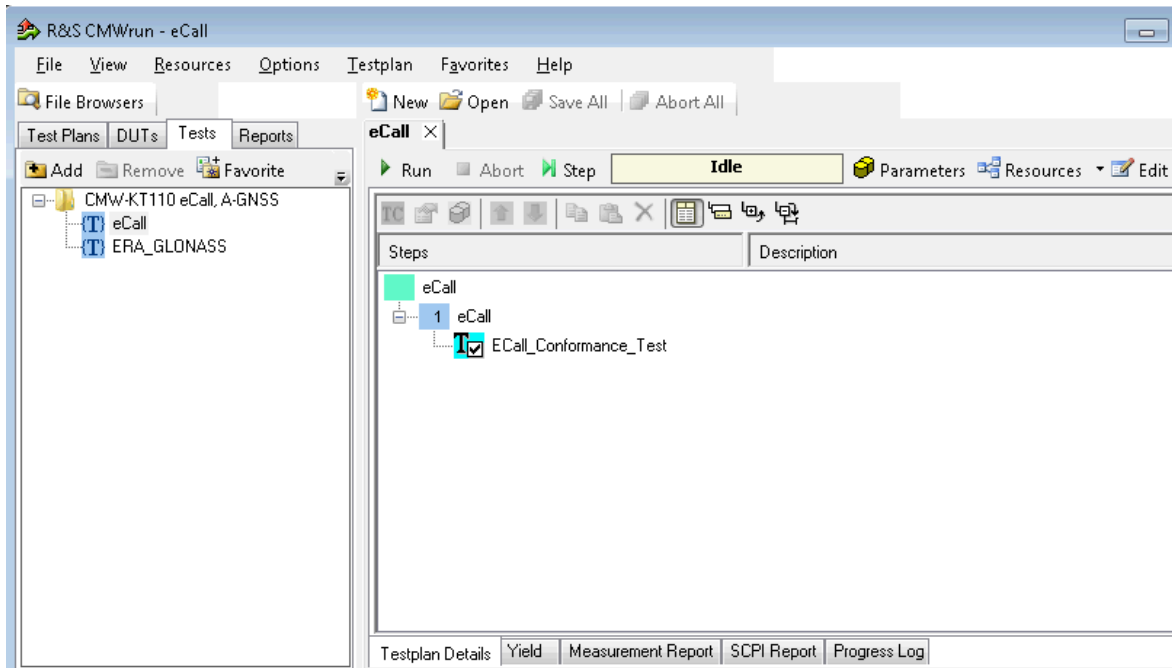 R&S CMWrun - eCall
File View Resources Options Testplan Favorites Help
File Browsers
New Open Save All Abort All
Test Plans DUTs Tests Reports
eCall
Add Remove Favorite
Run Abort Step Idle Parameters Resources Edit
CMW-KT110 eCall, A-GNSS
{T} eCall
{T} ERA_GLONASS
TC
Steps Description
eCall
1 eCall
T ECall_Conformance_Test
Testplan Details Yield Measurement Report SCPI Report Progress Log